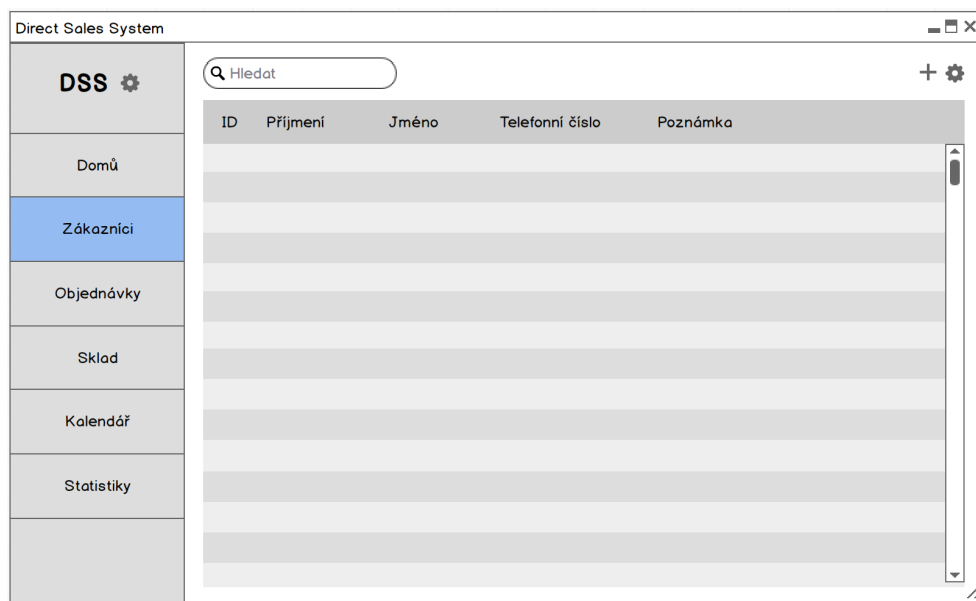 Direct Sales System
DSS
Hledat
ID Příjmení Jméno Telefonní číslo Poznámka
Domů
Zákazníci
Objednávky
Sklad
Kalendář
Statistiky